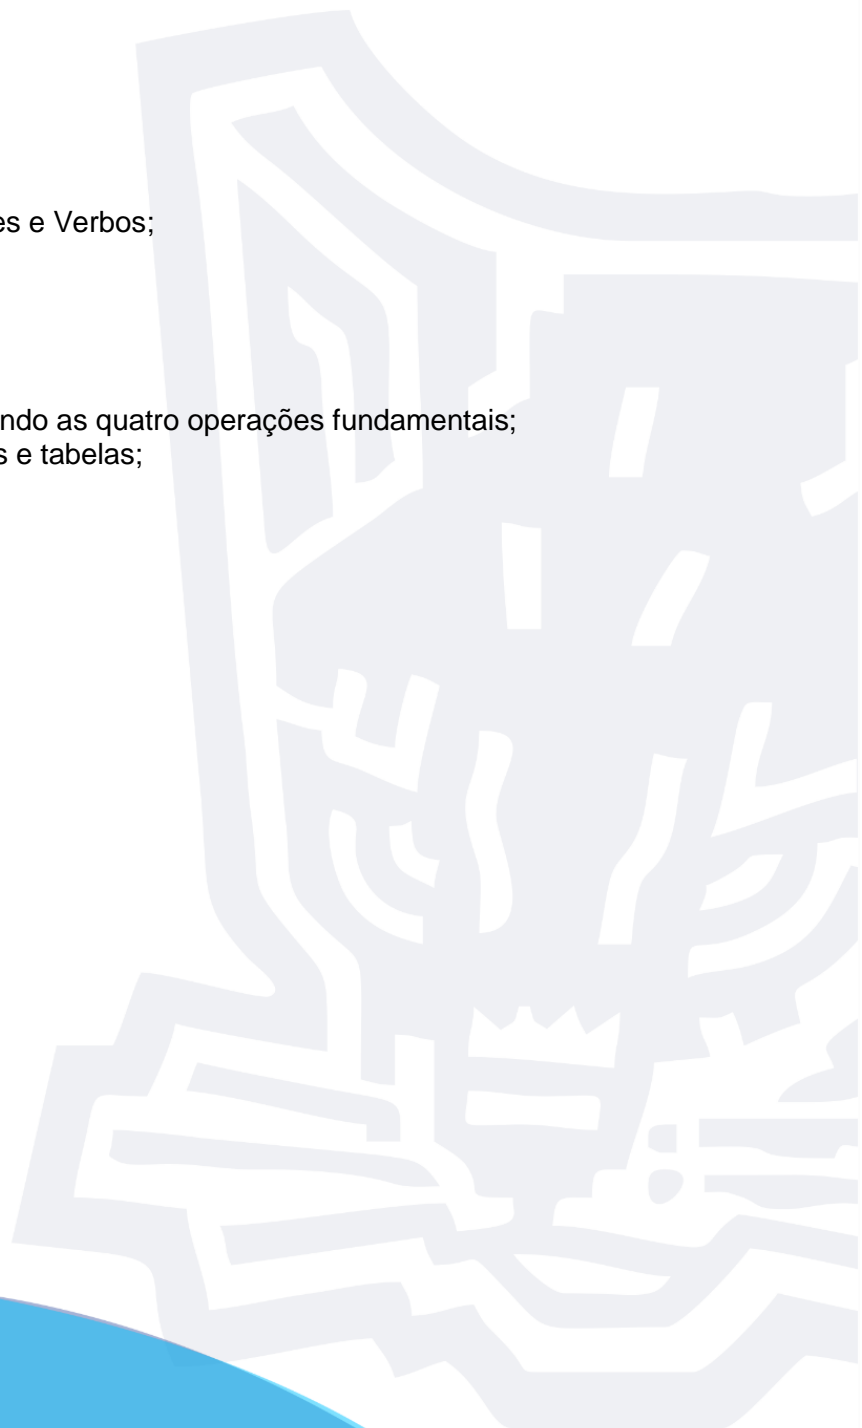 es e Verbos;
ndo as quatro operações fundamentais;
s e tabelas;